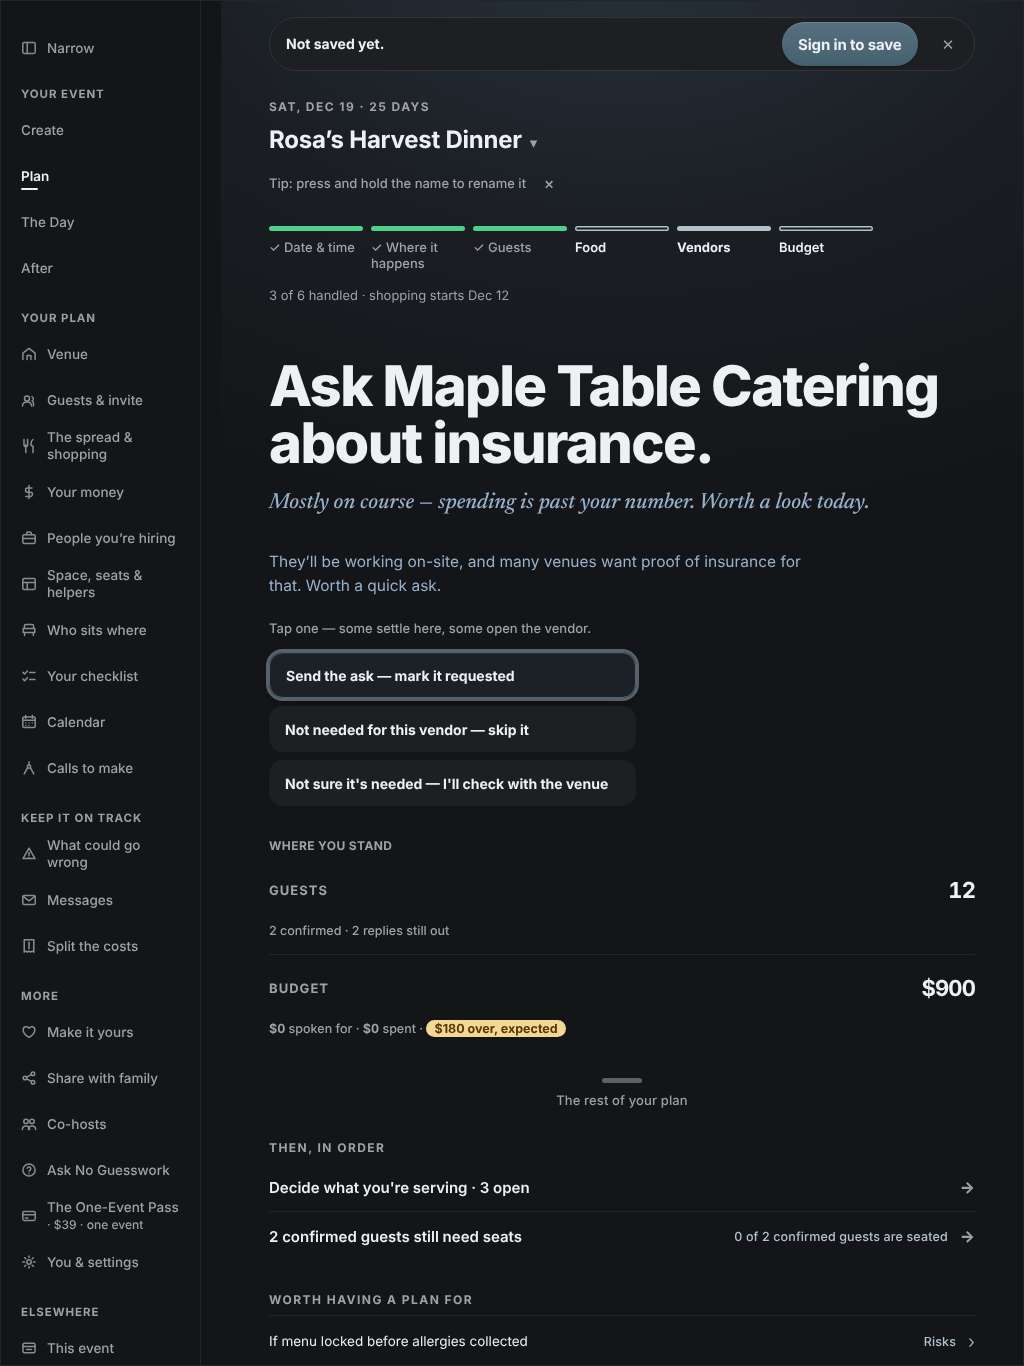 Narrow
YOUR EVENT
Create
Plan
The Day
After
YOUR PLAN
Venue
Guests & invite
The spread &
shopping
Your money
People you’re hiring
Space, seats &
helpers
Who sits where
Your checklist
Calendar
Calls to make
KEEP IT ON TRACK
What could go
wrong
Messages
Split the costs
MORE
Make it yours
Share with family
Co-hosts
Ask No Guesswork
The One-Event Pass
· $39 · one event
You & settings
ELSEWHERE
This event
Not saved yet.
Sign in to save
×
SAT, DEC 19 · 25 DAYS
Rosa’s Harvest Dinner ▾
Tip: press and hold the name to rename it ×
✓ Date & time
✓ Where it
happens
✓ Guests
Food
Vendors
Budget
3 of 6 handled · shopping starts Dec 12
Ask Maple Table Catering
about insurance.
Mostly on course — spending is past your number. Worth a look today.
They’ll be working on-site, and many venues want proof of insurance for
that. Worth a quick ask.
Tap one — some settle here, some open the vendor.
Send the ask — mark it requested
Not needed for this vendor — skip it
Not sure it's needed — I'll check with the venue
WHERE YOU STAND
GUESTS 12
2 confirmed · 2 replies still out
BUDGET $900
$0 spoken for · $0 spent · $180 over, expected
The rest of your plan
THEN, IN ORDER
Decide what you're serving · 3 open →
2 confirmed guests still need seats 0 of 2 confirmed guests are seated →
WORTH HAVING A PLAN FOR
If menu locked before allergies collected Risks ›